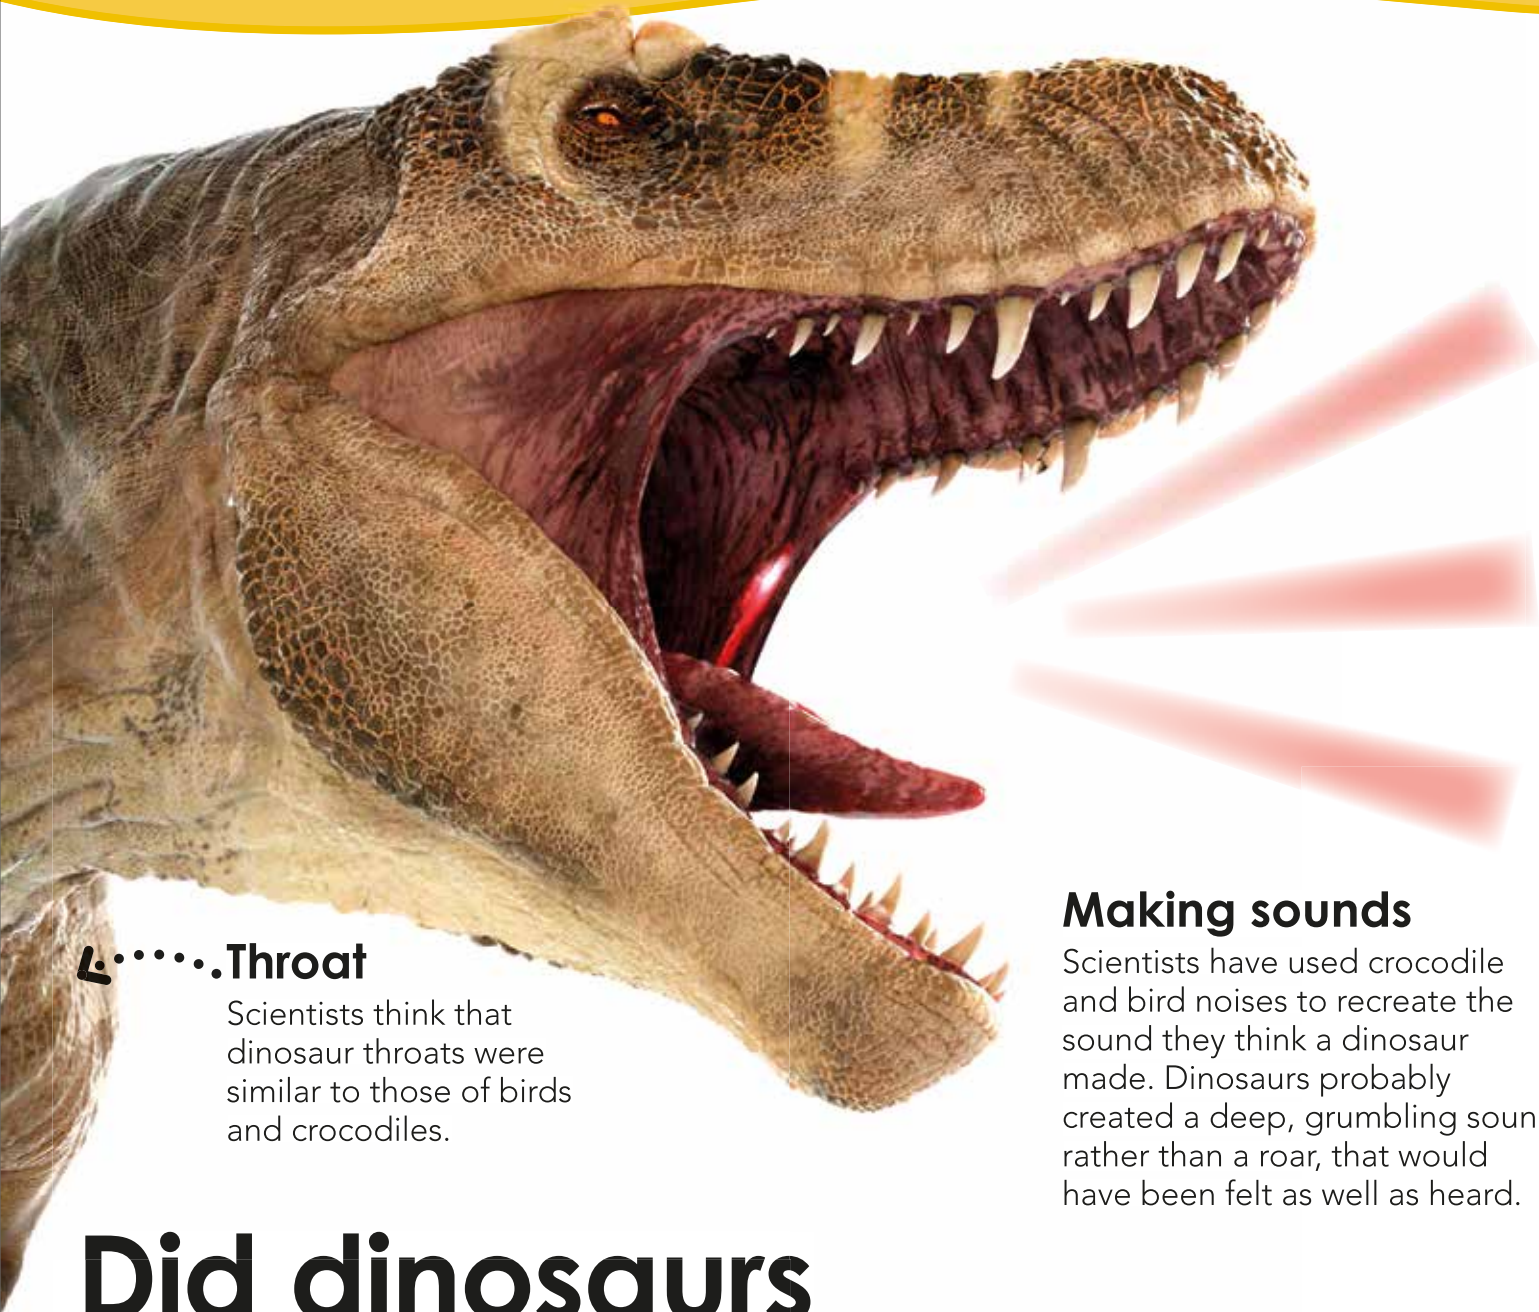 Throat
Scientists think that
dinosaur throats were
similar to those of birds
and crocodiles.
Making sounds
Scientists have used crocodile
and bird noises to recreate the
sound they think a dinosaur
made. Dinosaurs probably
created a deep, grumbling soun
rather than a roar, that would
have been felt as well as heard.
Did dinosaurs